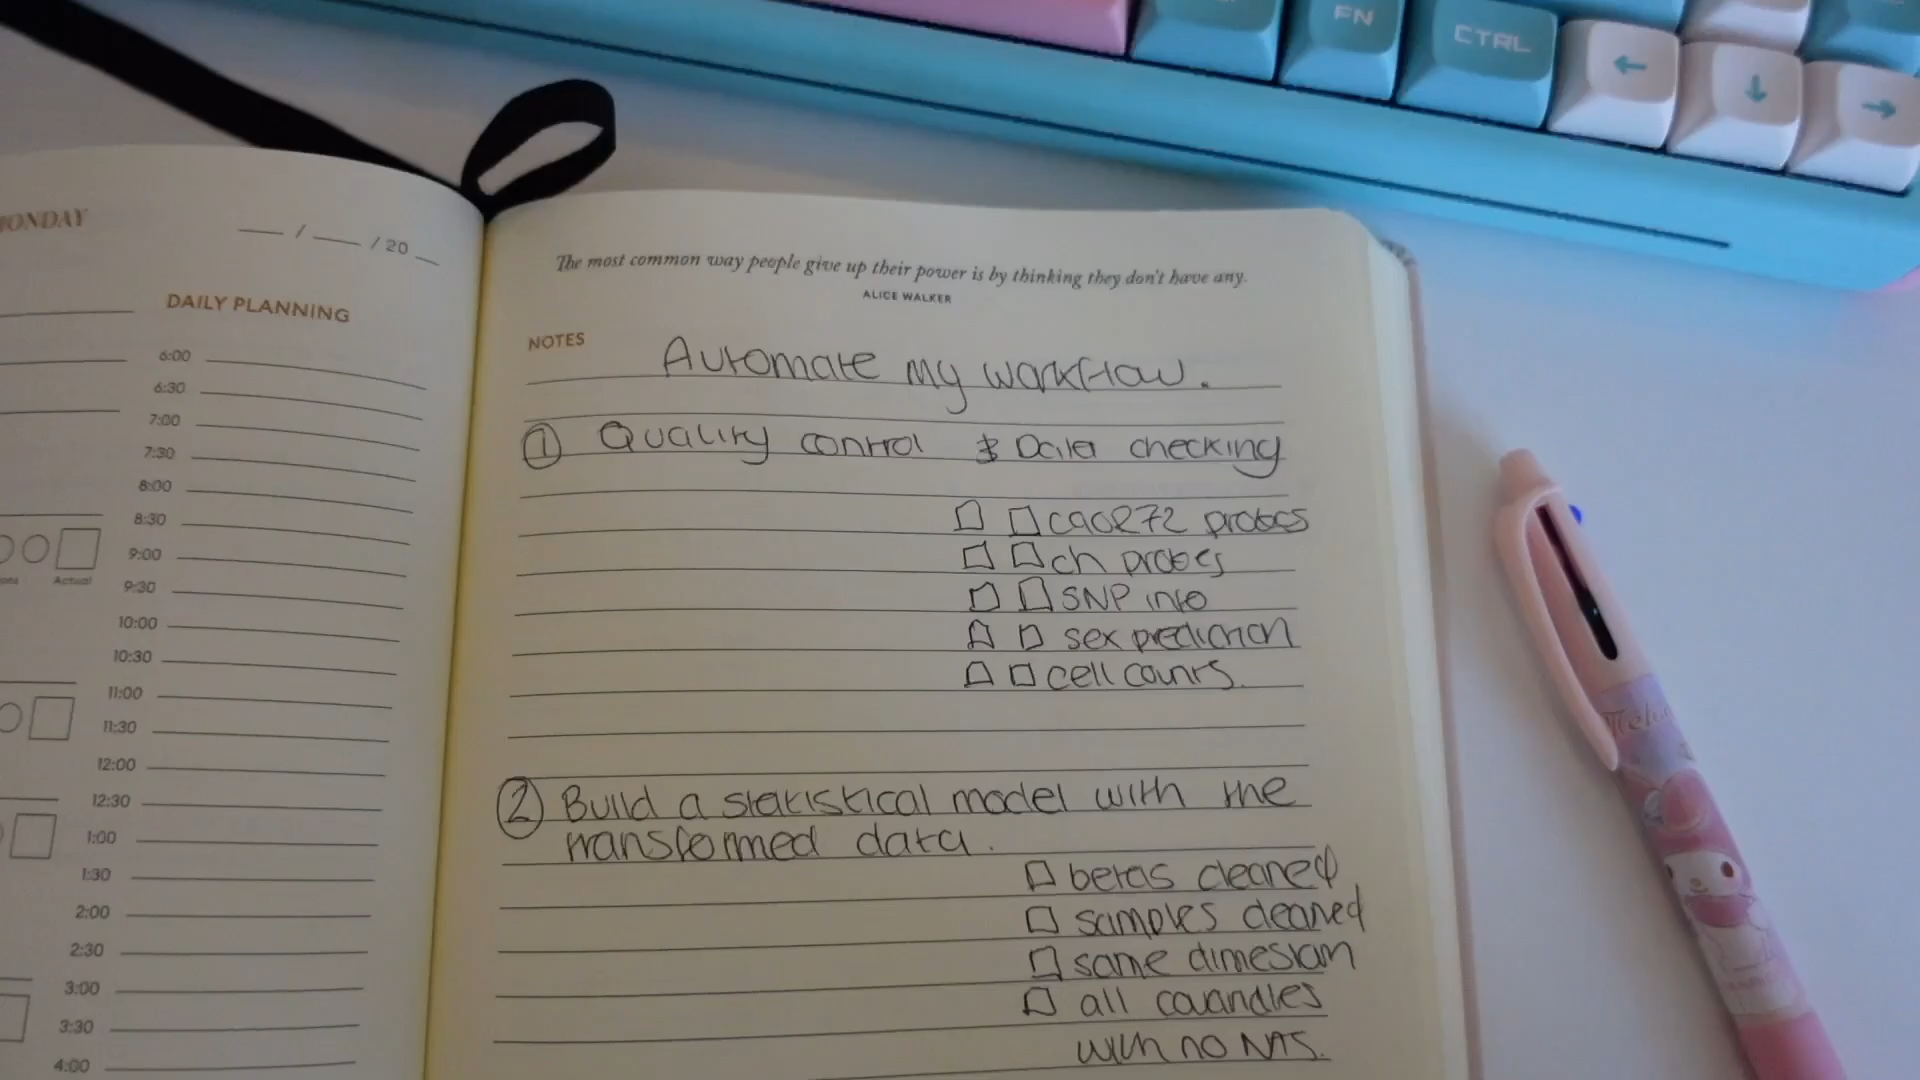 FN
CTRL
←
↓
→
MONDAY
/ / 20
DAILY PLANNING
6:00
6:30
7:00
7:30
8:00
8:30
9:00
Actual
9:30
10:00
10:30
11:00
11:30
12:00
12:30
1:00
1:30
2:00
2:30
3:00
3:30
4:00
The most common way people give up their power is by thinking they don't have any.
ALICE WALKER
NOTES
Automate my workflow.
① Quality control & Data checking
□ □ probes
□ □ ch probes
□ □ SNP info
□ □ sex prediction
□ □ cell counts.
② Build a statistical model with the
transformed data.
□ betas cleaned
□ samples cleaned
□ same dimesion
□ all
with no NAS.